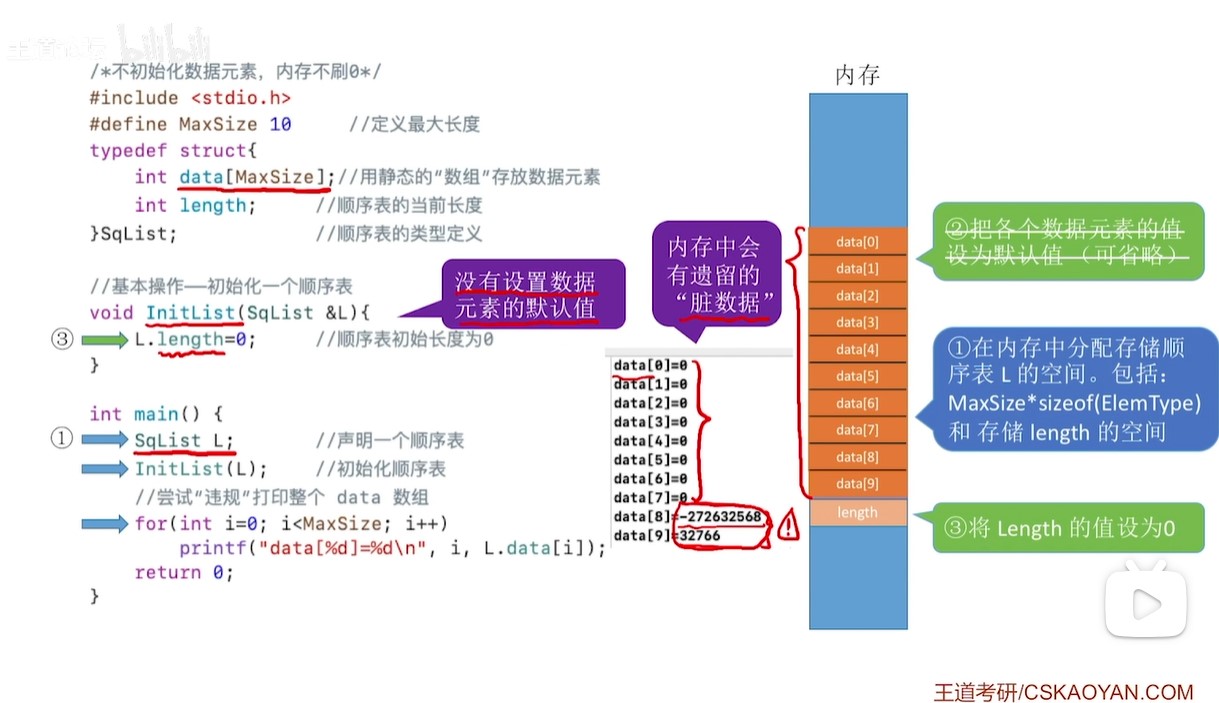 bilibili
/*不初始化数据元素，内存不刷0*/
#include <stdio.h>
#define MaxSize 10 //定义最大长度
typedef struct{
int data[MaxSize];//用静态的“数组”存放数据元素
int length; //顺序表的当前长度
}SqList; //顺序表的类型定义
//基本操作——初始化一个顺序表
void InitList(SqList &L){
③ L.length=0; //顺序表初始长度为0
}
没有设置数据
元素的默认值
int main() {
① SqList L; //声明一个顺序表
InitList(L); //初始化顺序表
//尝试“违规”打印整个 data 数组
for(int i=0; i<MaxSize; i++)
printf("data[%d]=%d\n", i, L.data[i]);
return 0;
}
内存中会
有遗留的
“脏数据”
data[0]=0
data[1]=0
data[2]=0
data[3]=0
data[4]=0
data[5]=0
data[6]=0
data[7]=0
data[8]=-272632568
data[9]=32766
!
内存
data[0]
data[1]
data[2]
data[3]
data[4]
data[5]
data[6]
data[7]
data[8]
data[9]
length
②把各个数据元素的值
设为默认值（可省略）
①在内存中分配存储顺
序表 L 的空间。包括：
MaxSize*sizeof(ElemType)
和 存储 length 的空间
③将 Length 的值设为0
王道考研/CSKAOYAN.COM